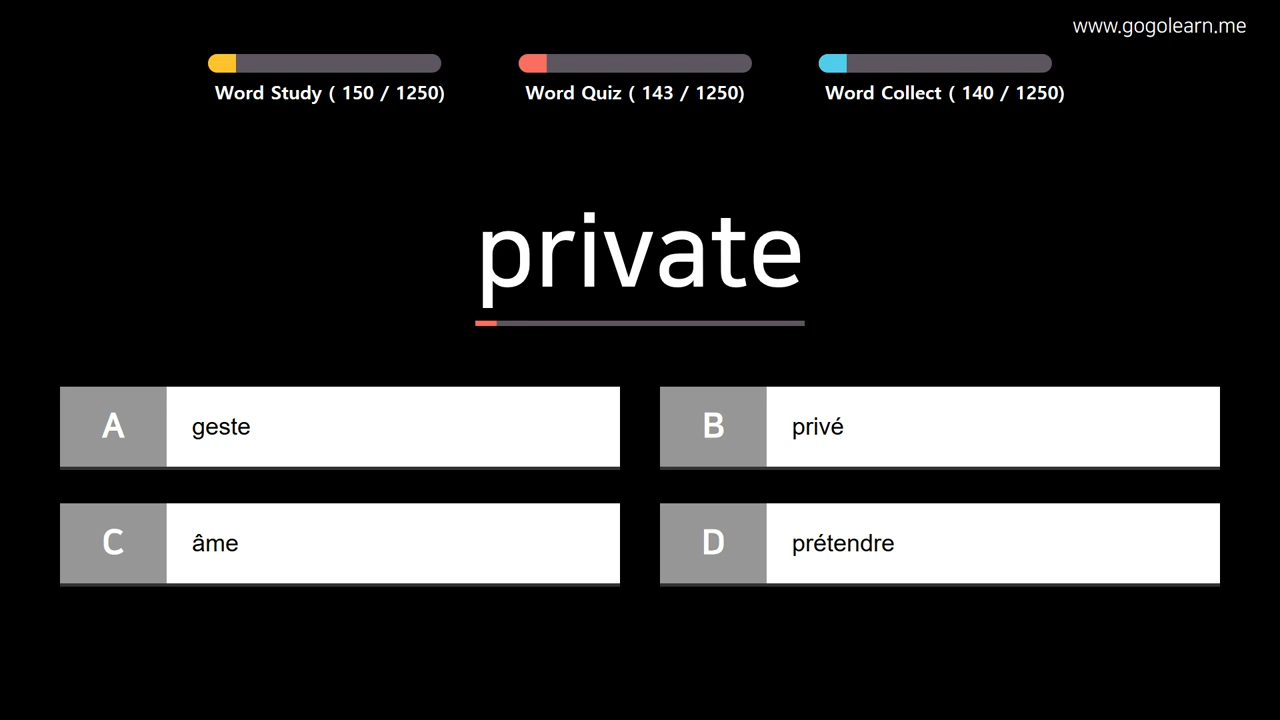 www.gogolearn.me
Word Study ( 150 / 1250)
Word Quiz ( 143 / 1250)
Word Collect ( 140 / 1250)
private
A geste
B privé
C âme
D prétendre